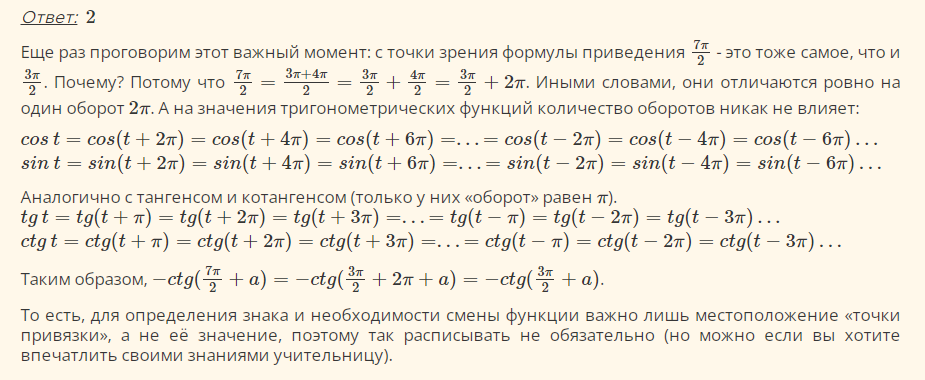 Ответ: 2
Еще раз проговорим этот важный момент: с точки зрения формулы приведения 7π/2 - это тоже самое, что и
3π/2. Почему? Потому что 7π/2 = 3π+4π/2 = 3π/2 + 4π/2 = 3π/2 + 2π. Иными словами, они отличаются ровно на
один оборот 2π. А на значения тригонометрических функций количество оборотов никак не влияет:
cos t = cos(t + 2π) = cos(t + 4π) = cos(t + 6π) =... = cos(t − 2π) = cos(t − 4π) = cos(t − 6π) ...
sin t = sin(t + 2π) = sin(t + 4π) = sin(t + 6π) =... = sin(t − 2π) = sin(t − 4π) = sin(t − 6π) ...
Аналогично с тангенсом и котангенсом (только у них «оборот» равен π).
tg t = tg(t + π) = tg(t + 2π) = tg(t + 3π) =... = tg(t − π) = tg(t − 2π) = tg(t − 3π) ...
ctg t = ctg(t + π) = ctg(t + 2π) = ctg(t + 3π) =... = ctg(t − π) = ctg(t − 2π) = ctg(t − 3π) ...
Таким образом, −ctg(7π/2 + a) = −ctg(3π/2 + 2π + a) = −ctg(3π/2 + a).
То есть, для определения знака и необходимости смены функции важно лишь местоположение «точки
привязки», а не её значение, поэтому так расписывать не обязательно (но можно если вы хотите
впечатлить своими знаниями учительницу).